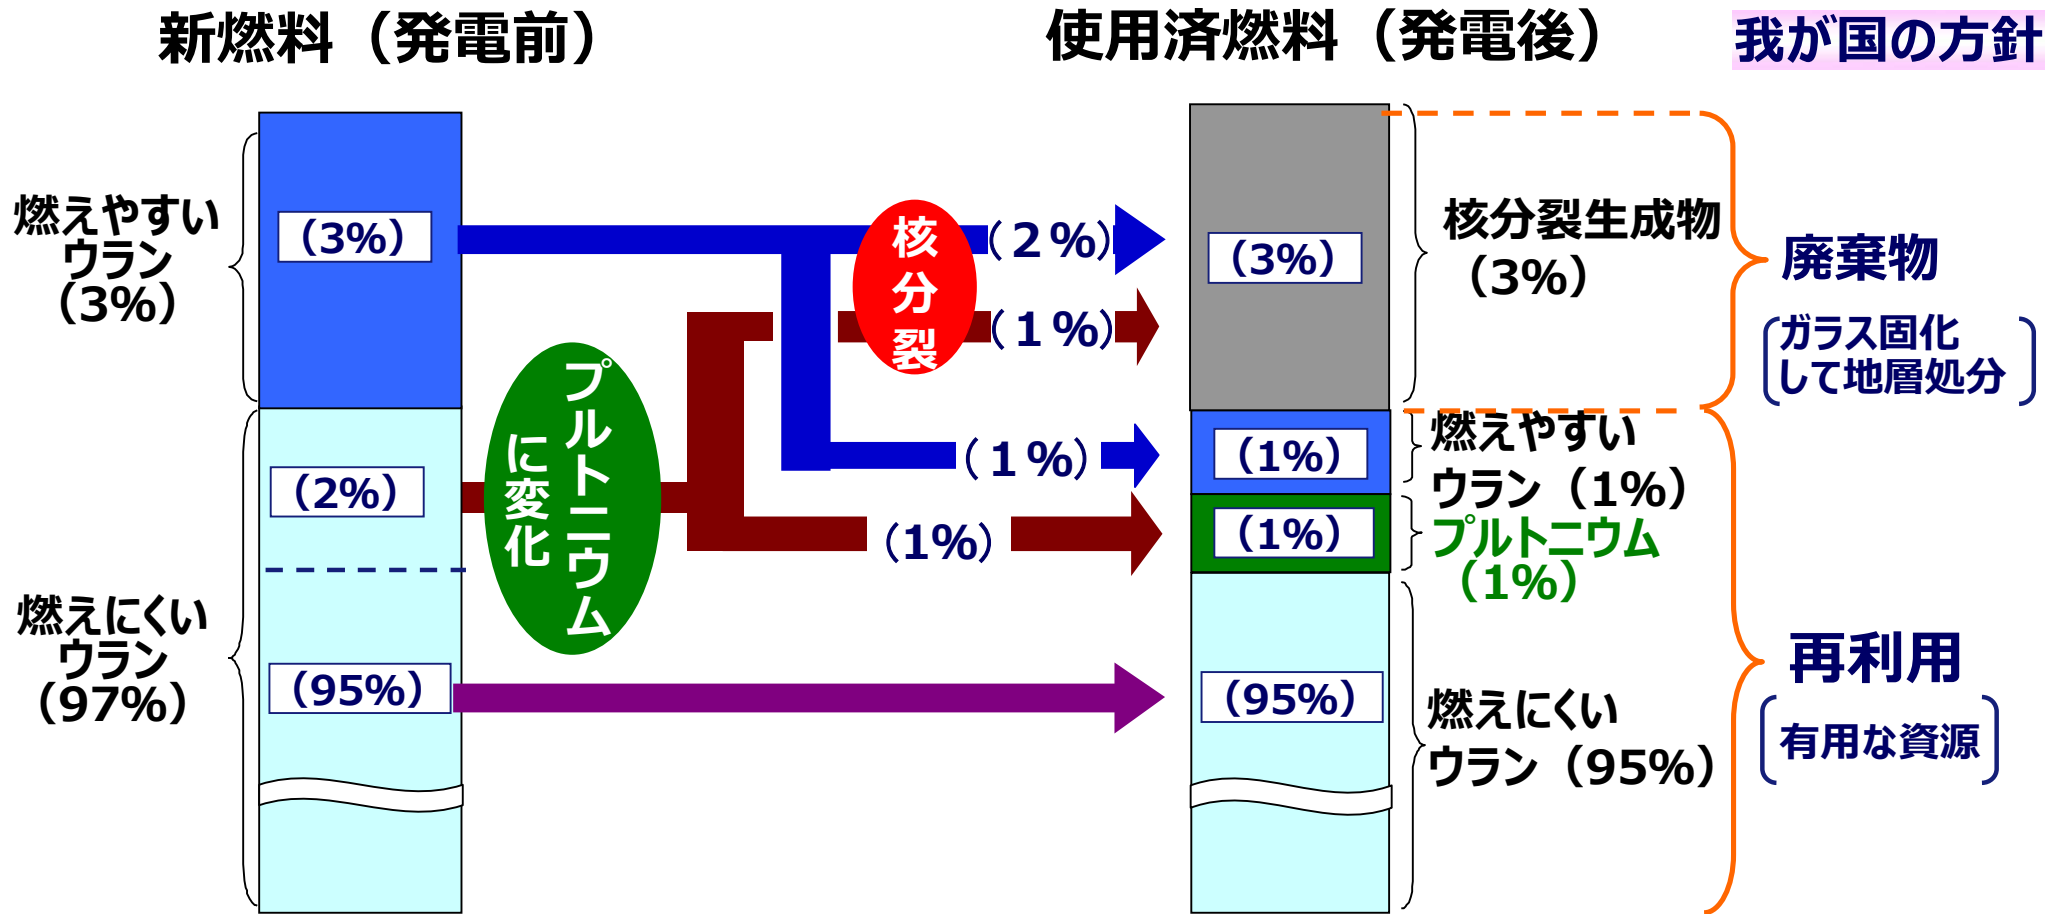 新燃料（発電前）
使用済燃料（発電後）
我が国の方針
燃えやすい
ウラン
（3%）
（3%）
燃えにくい
ウラン
（97%）
（2%）
（95%）
プルトニウム
に変化
核分裂
（２%）
（１%）
（１%）
（1%）
（3%）
（1%）
（1%）
（95%）
核分裂生成物
（3%）
燃えやすい
ウラン（1%）
プルトニウム
（1%）
燃えにくい
ウラン（95%）
廃棄物
ガラス固化
して地層処分
再利用
有用な資源